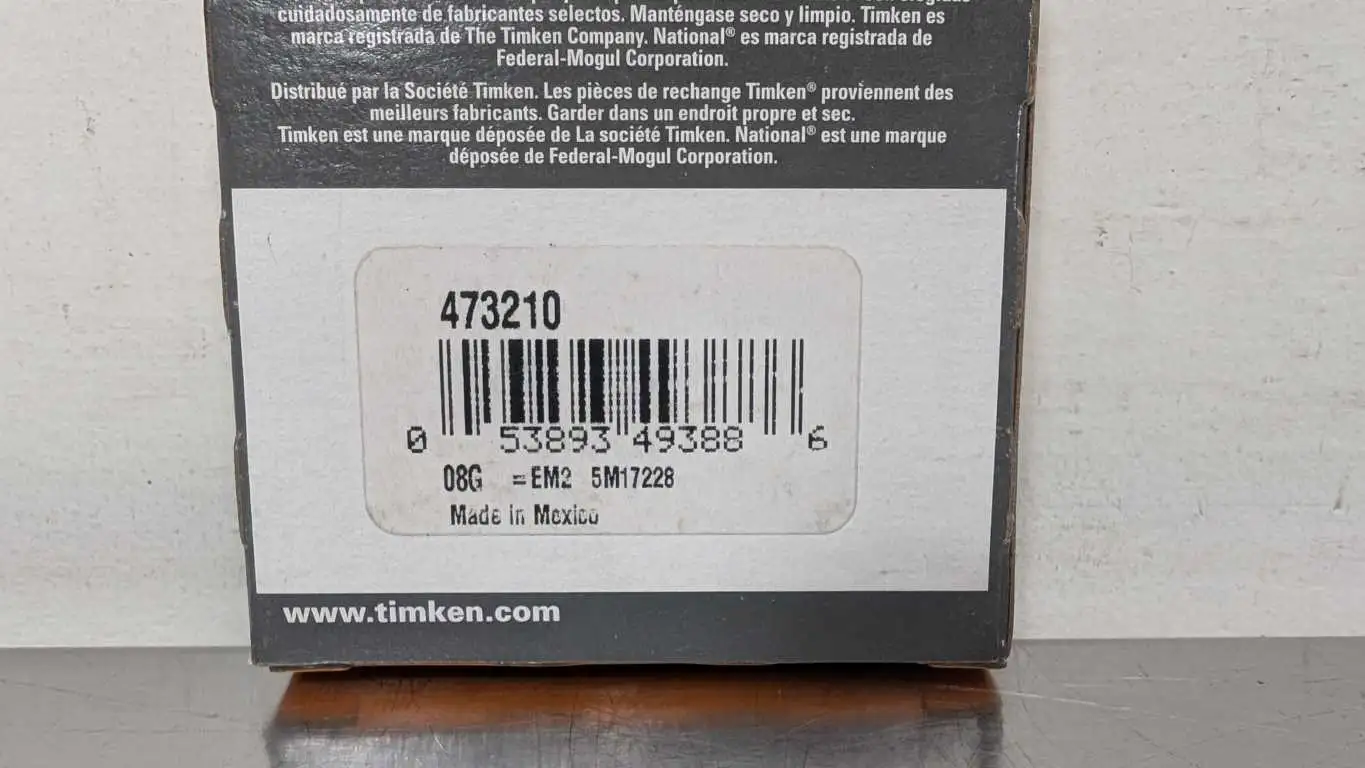 cuidadosamente de fabricantes selectos. Manténgase seco y limpio. Timken es
marca registrada de The Timken Company. National® es marca registrada de
Federal-Mogul Corporation.
Distribué par la Société Timken. Les pièces de rechange Timken® proviennent des
meilleurs fabricants. Garder dans un endroit propre et sec.
Timken est une marque déposée de La société Timken. National® est une marque
déposée de Federal-Mogul Corporation.
473210
0 53893 49388 6
08G =EM2 5M17228
Made in Mexico
www.timken.com